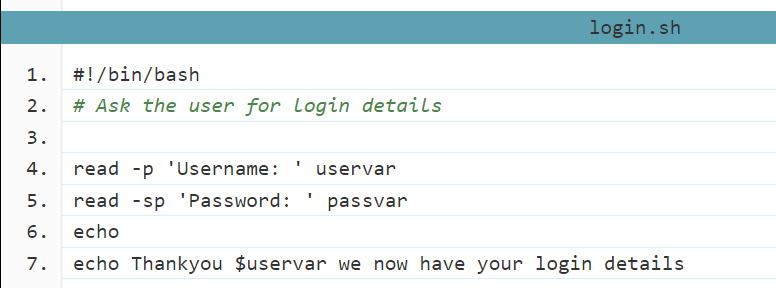 login.sh
1. #!/bin/bash
2. # Ask the user for login details
3.
4. read -p 'Username: ' uservar
5. read -sp 'Password: ' passvar
6. echo
7. echo Thankyou $uservar we now have your login details